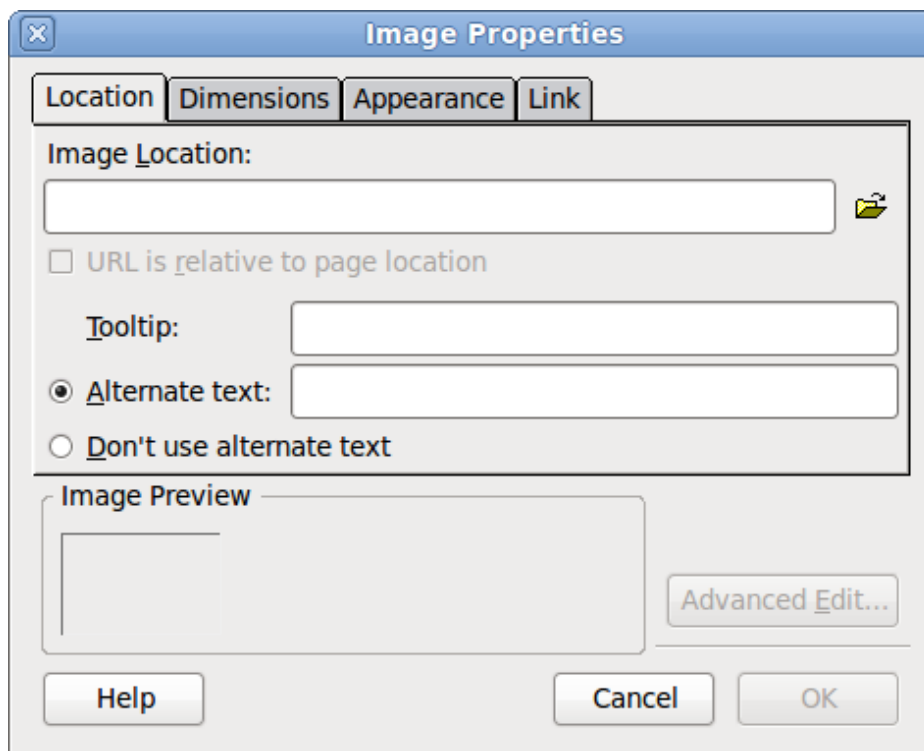 Image Properties
Location Dimensions Appearance Link
Image Location:
URL is relative to page location
Tooltip:
Alternate text:
Don't use alternate text
Image Preview
Advanced Edit...
Help Cancel OK